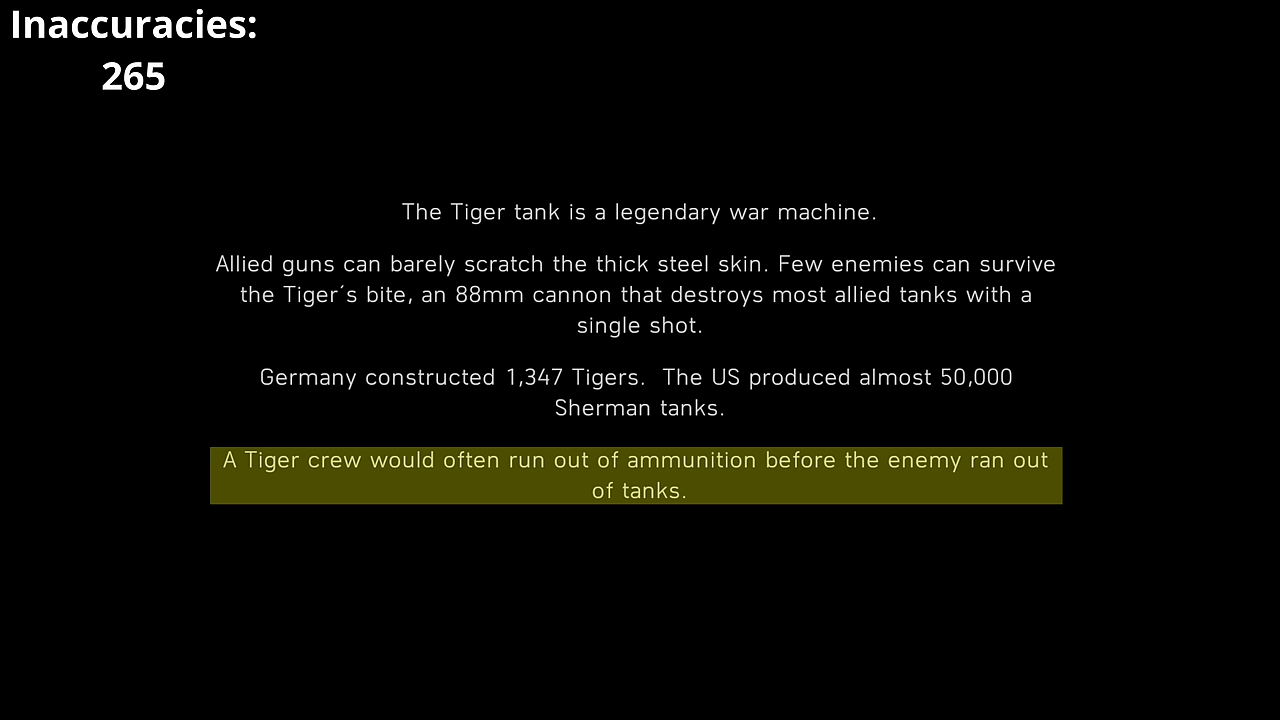 Inaccuracies:
265
The Tiger tank is a legendary war machine.
Allied guns can barely scratch the thick steel skin. Few enemies can survive
the Tiger´s bite, an 88mm cannon that destroys most allied tanks with a
single shot.
Germany constructed 1,347 Tigers.  The US produced almost 50,000
Sherman tanks.
A Tiger crew would often run out of ammunition before the enemy ran out
of tanks.